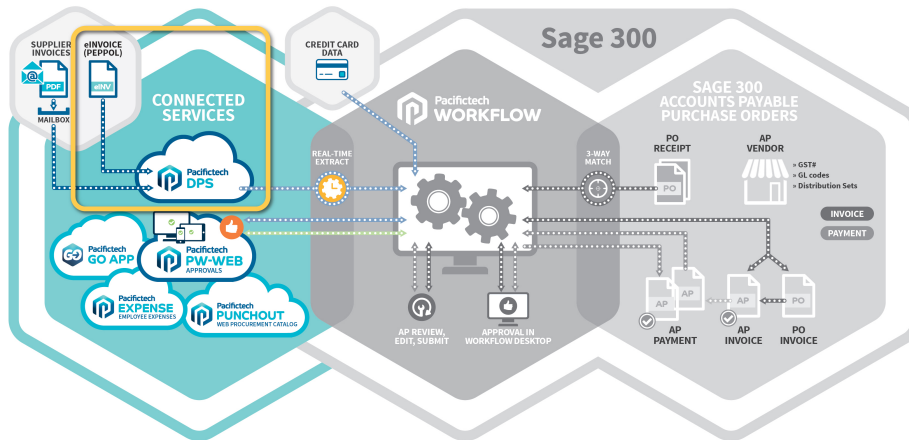 Sage 300
SUPPLIER
INVOICES
PDF
MAILBOX
eINVOICE
(PEPPOL)
eINV
CREDIT CARD
DATA
CONNECTED
SERVICES
Pacifictech
DPS
Pacifictech
GO APP
GO
Pacifictech
PW-WEB
APPROVALS
Pacifictech
EXPENSE
EMPLOYEE EXPENSES
Pacifictech
PUNCHOUT
WEB PROCUREMENT CATALOG
REAL-TIME
EXTRACT
Pacifictech
WORKFLOW
AP REVIEW,
EDIT, SUBMIT
APPROVAL IN
WORKFLOW DESKTOP
3-WAY
MATCH
SAGE 300
ACCOUNTS PAYABLE
PURCHASE ORDERS
PO
RECEIPT
PO
AP
VENDOR
» GST#
» GL codes
» Distribution Sets
INVOICE
PAYMENT
AP
AP
AP
PO
AP
PAYMENT
AP
INVOICE
PO
INVOICE